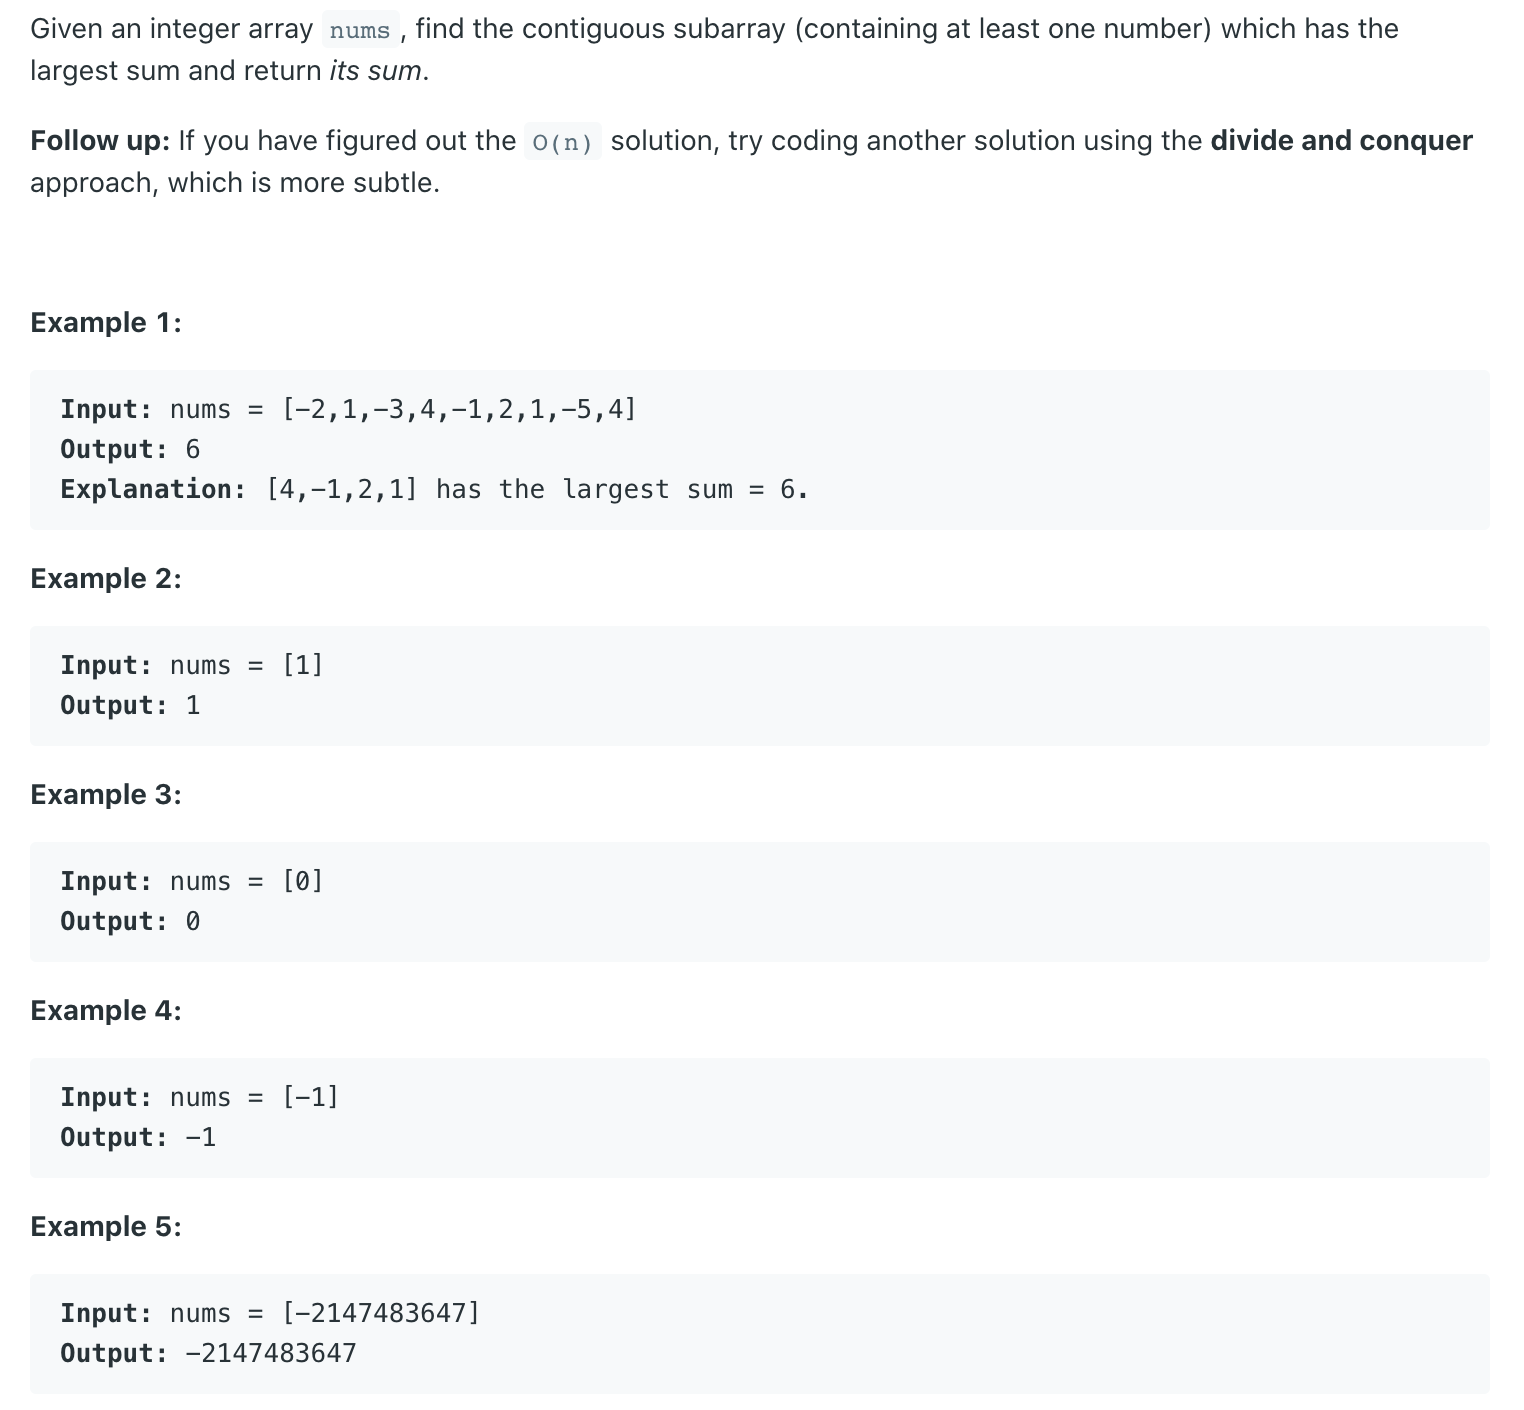 Given an integer array nums , find the contiguous subarray (containing at least one number) which has the
largest sum and return its sum.
Follow up: If you have figured out the O(n) solution, try coding another solution using the divide and conquer
approach, which is more subtle.
Example 1:
Input: nums = [-2,1,-3,4,-1,2,1,-5,4]
Output: 6
Explanation: [4,-1,2,1] has the largest sum = 6.
Example 2:
Input: nums = [1]
Output: 1
Example 3:
Input: nums = [0]
Output: 0
Example 4:
Input: nums = [-1]
Output: -1
Example 5:
Input: nums = [-2147483647]
Output: -2147483647